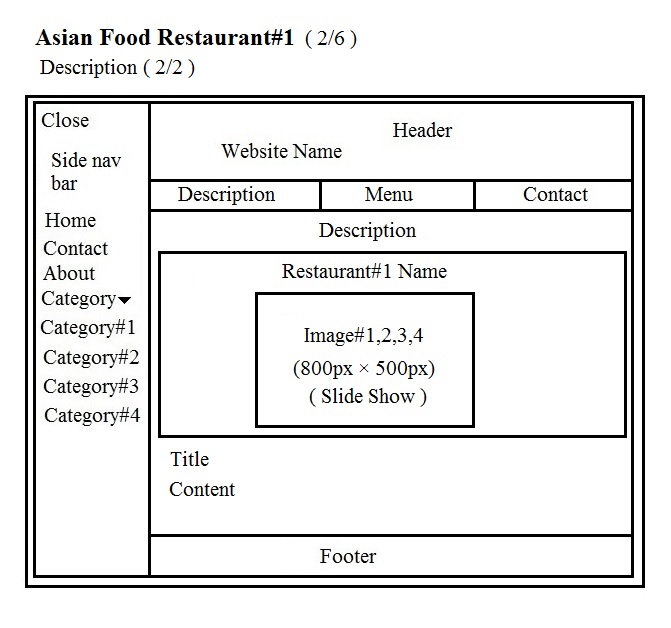 Asian Food Restaurant#1 ( 2/6 )
Description ( 2/2 )
Close
Side nav
bar
Home
Contact
About
Category
Category#1
Category#2
Category#3
Category#4
Header
Website Name
Description Menu Contact
Description
Restaurant#1 Name
Image#1,2,3,4
(800px × 500px)
( Slide Show )
Title
Content
Footer